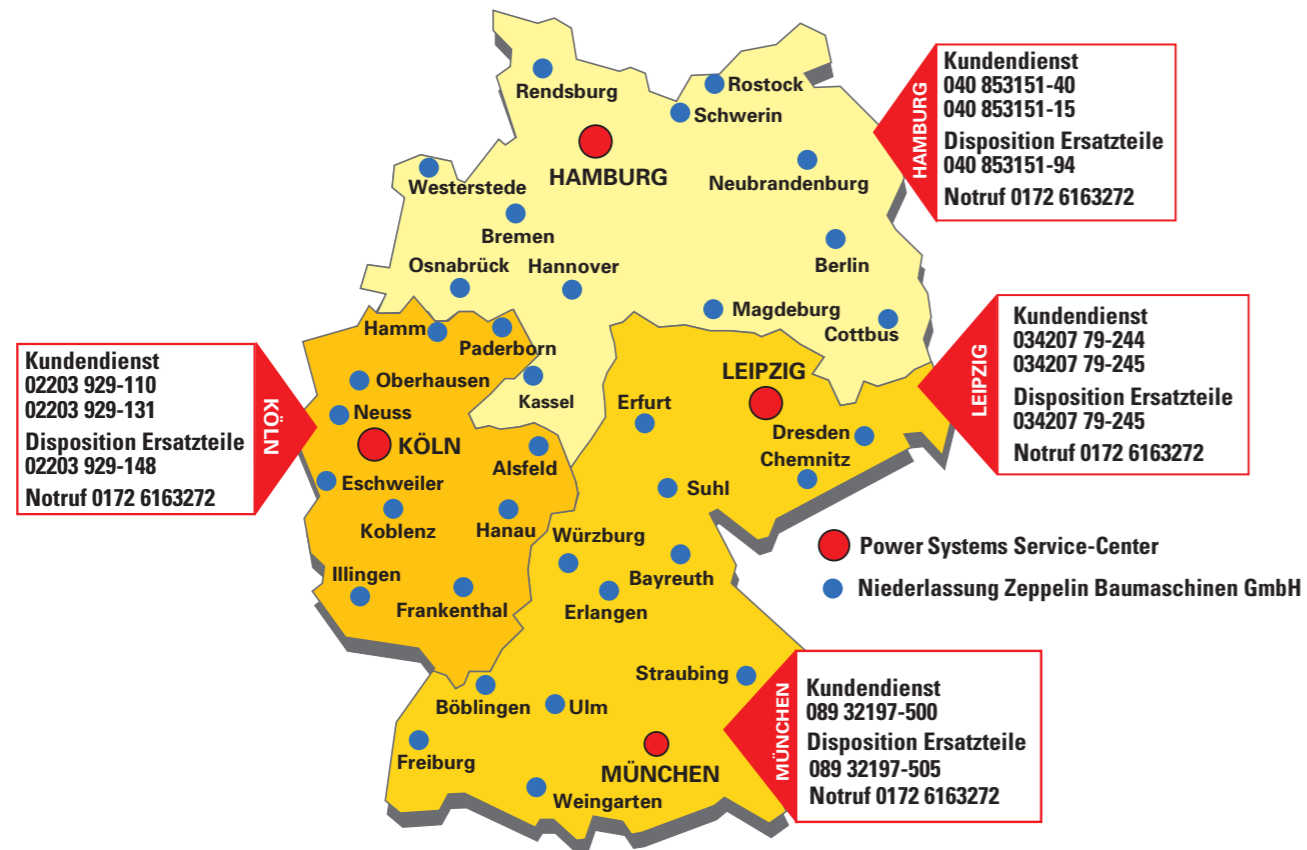 Rendsburg
Rostock
Schwerin
HAMBURG
Westerstede
Neubrandenburg
Bremen
Osnabrück
Hannover
Berlin
Magdeburg
Cottbus
Hamm
Paderborn
Oberhausen
Kassel
Neuss
KÖLN
Alsfeld
Eschweiler
Koblenz
Hanau
Illingen
Frankenthal
LEIPZIG
Erfurt
Dresden
Chemnitz
Suhl
Würzburg
Bayreuth
Erlangen
Straubing
Böblingen
Ulm
Freiburg
MÜNCHEN
Weingarten
HAMBURG
Kundendienst
040 853151-40
040 853151-15
Disposition Ersatzteile
040 853151-94
Notruf 0172 6163272
LEIPZIG
Kundendienst
034207 79-244
034207 79-245
Disposition Ersatzteile
034207 79-245
Notruf 0172 6163272
Kundendienst
02203 929-110
02203 929-131
Disposition Ersatzteile
02203 929-148
Notruf 0172 6163272
KÖLN
Power Systems Service-Center
Niederlassung Zeppelin Baumaschinen GmbH
MÜNCHEN
Kundendienst
089 32197-500
Disposition Ersatzteile
089 32197-505
Notruf 0172 6163272